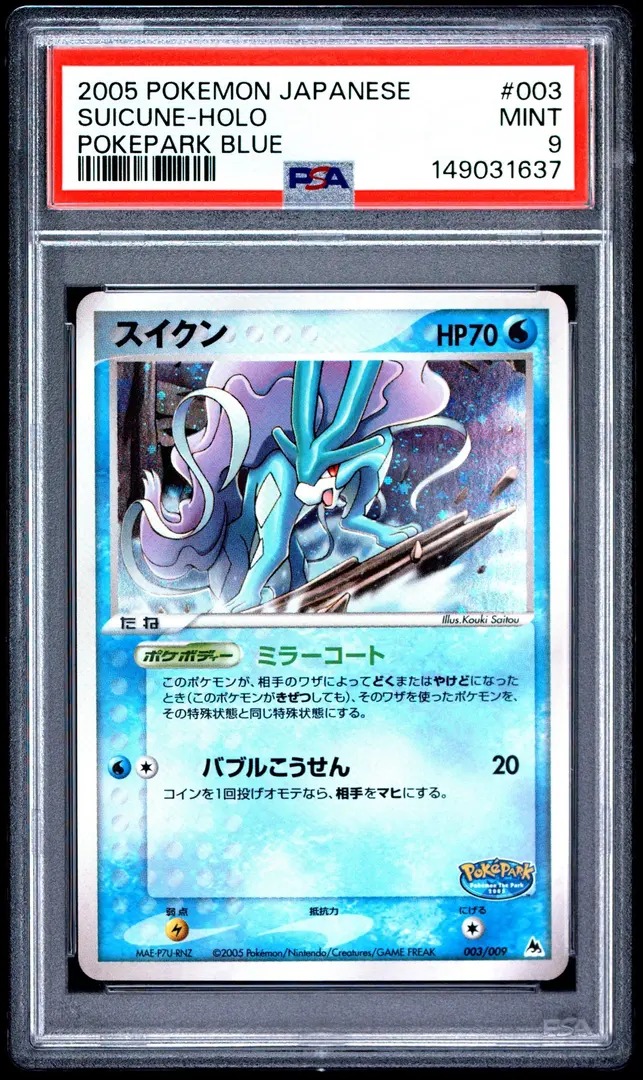 2005 POKEMON JAPANESE #003
SUICUNE-HOLO MINT
POKEPARK BLUE 9
PSA 149031637
スイクン HP70
たね Illus. Kouki Saitou
ポケボディー ミラーコート
このポケモンが、相手のワザによってどくまたはやけどになった
とき(このポケモンがきぜつしても)、そのワザを使ったポケモンを、
その特殊状態と同じ特殊状態にする。
バブルこうせん 20
コインを1回投げオモテなら、相手をマヒにする。
PokéPark
Pokémon The Park
2005
弱点 抵抗力 にげる
MAE-P7U-RNZ ©2005 Pokémon/Nintendo/Creatures/GAME FREAK 003/009